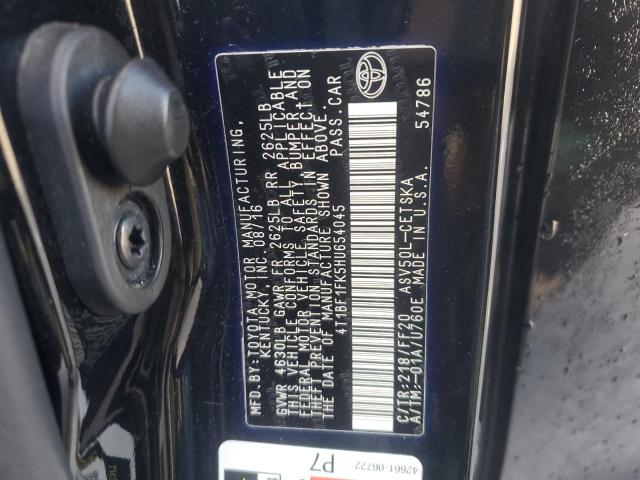 MFD.BY:TOYOTA MOTOR MANUFACTURING,
KENTUCKY, INC. 08/16
GVWR 4630LB GAWR FR 2625LB RR 2625LB
THIS VEHICLE CONFORMS TO ALL APPLICABLE
FEDERAL MOTOR VEHICLE SAFETY, BUMPER, AND
THEFT PREVENTION STANDARDS IN EFFECT ON
THE DATE OF MANUFACTURE SHOWN ABOVE.
4T1BF1FK5HU654045 PASS.CAR
C/TR:218/FF20 ASV50L-CETSKA
A/TM:-01A/U760E MADE IN U.S.A.
54786
P7
42661-06722